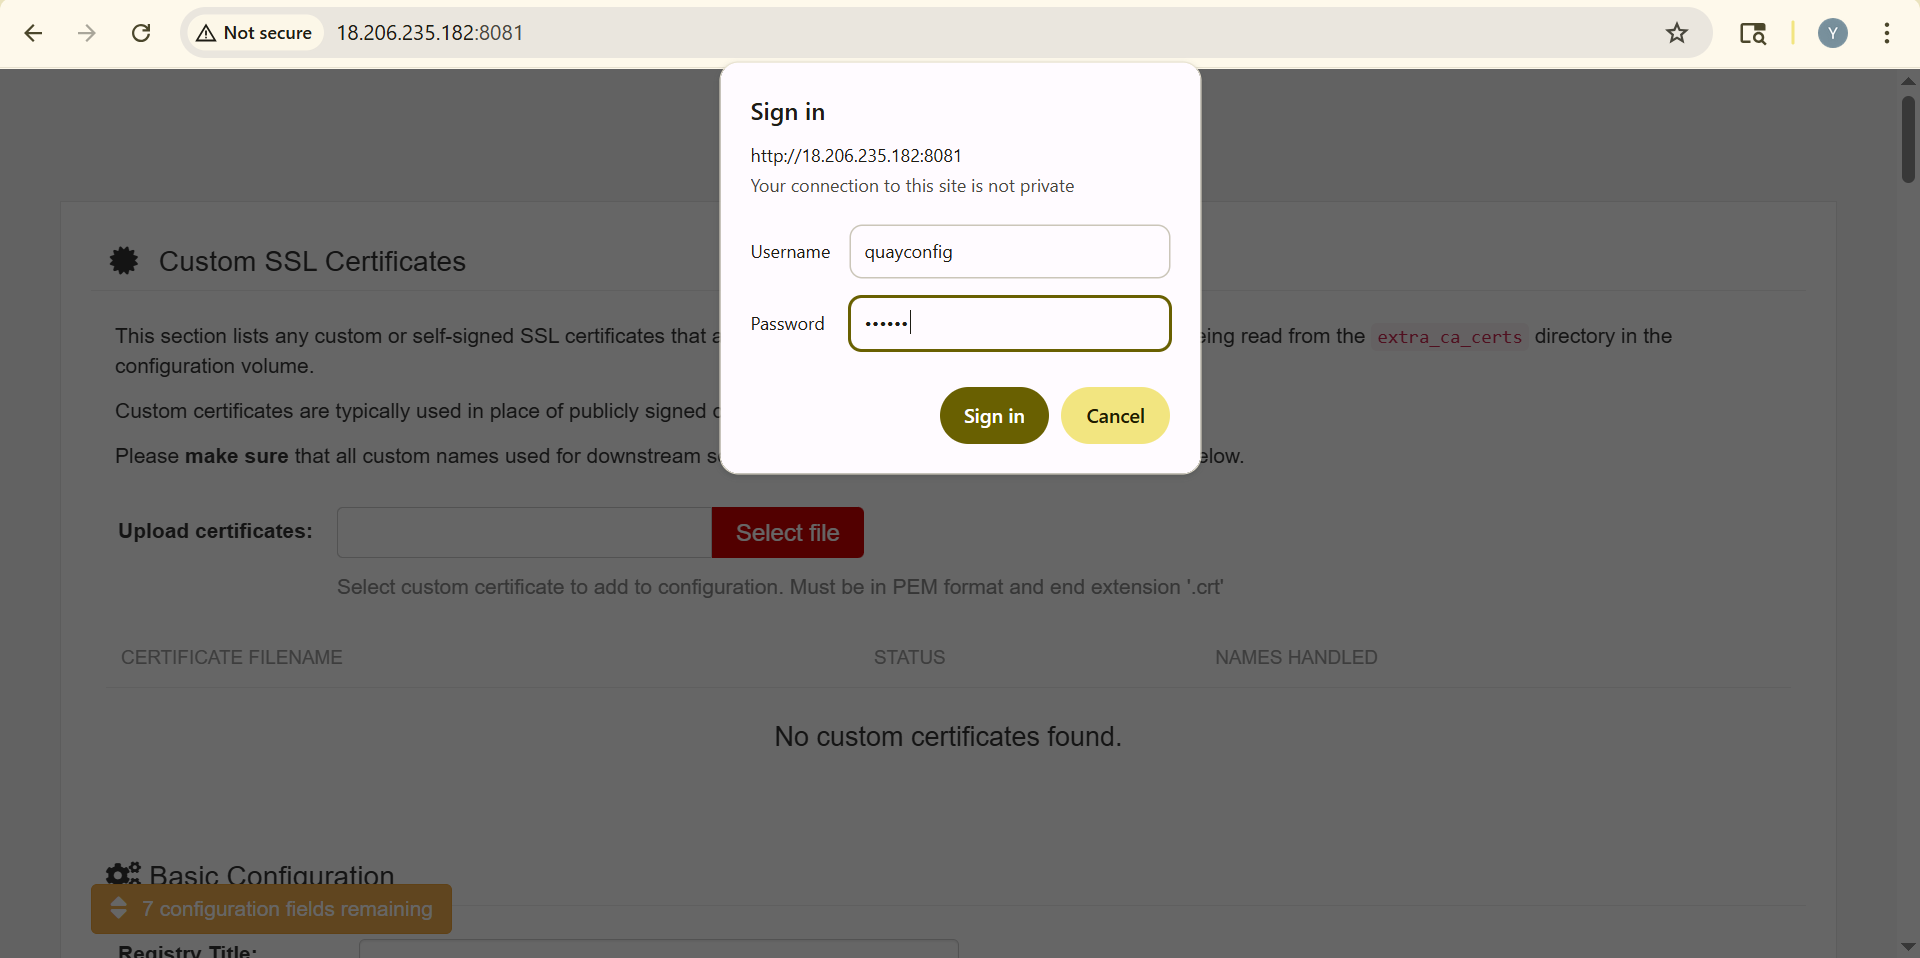 Not secure 18.206.235.182:8081
Y
Sign in
http://18.206.235.182:8081
Your connection to this site is not private
Username quayconfig
Password ••••••
Sign in Cancel
Custom SSL Certificates
This section lists any custom or self-signed SSL certificates that being read from the extra_ca_certs directory in the
configuration volume.
Custom certificates are typically used in place of publicly signed
Please make sure that all custom names used for downstream below.
Upload certificates: Select file
Select custom certificate to add to configuration. Must be in PEM format and end extension '.crt'
CERTIFICATE FILENAME STATUS NAMES HANDLED
No custom certificates found.
Basic Configuration
7 configuration fields remaining
Registry Title: